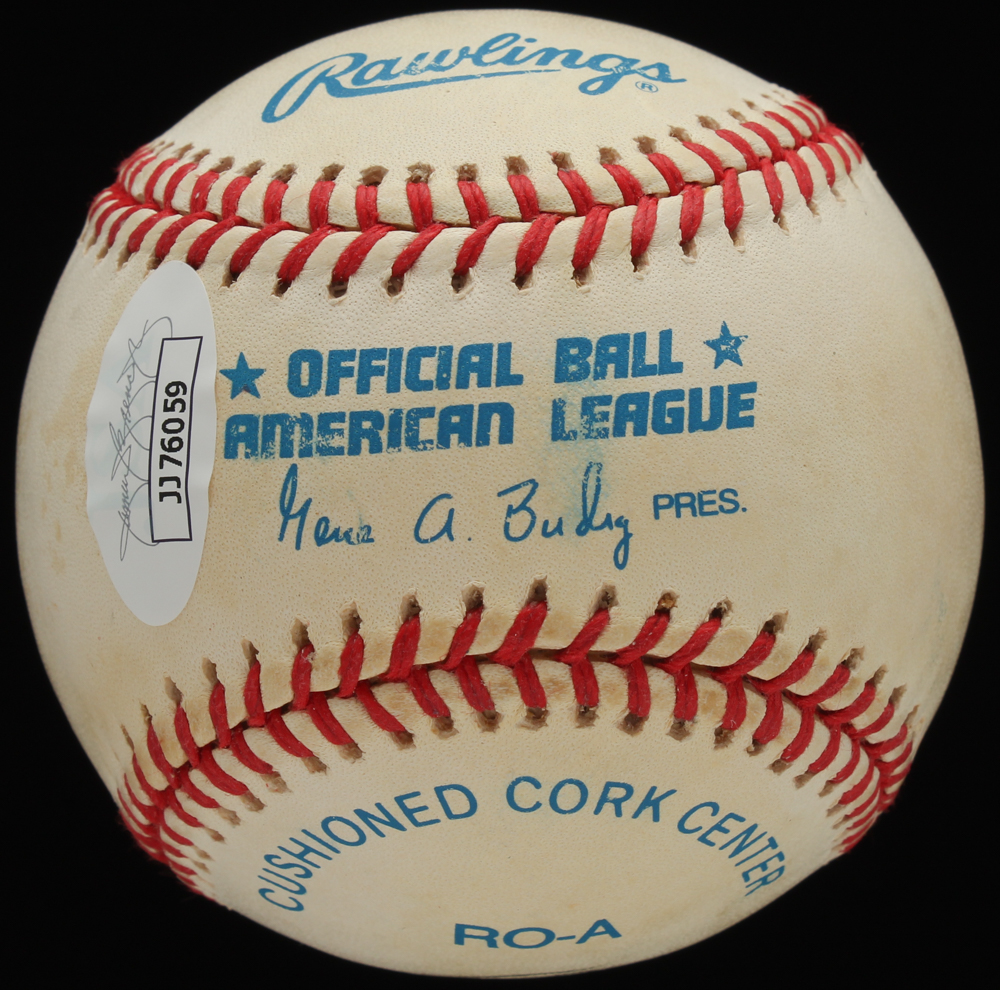 Rawlings®
★ OFFICIAL BALL ★
AMERICAN LEAGUE
Gene A. Budig PRES.
JJ76059
CUSHIONED CORK CENTER
RO-A